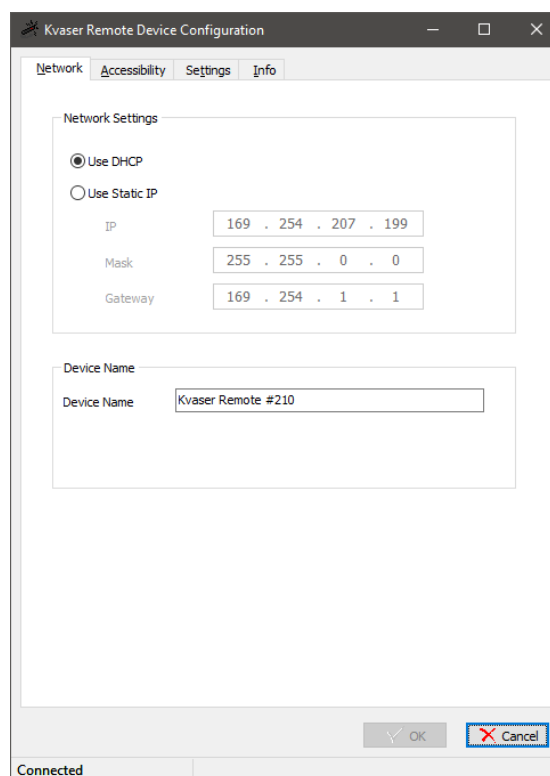 Kvaser Remote Device Configuration
Network Accessibility Settings Info
Network Settings
Use DHCP
Use Static IP
IP 169 . 254 . 207 . 199
Mask 255 . 255 . 0 . 0
Gateway 169 . 254 . 1 . 1
Device Name
Device Name Kvaser Remote #210
OK Cancel
Connected